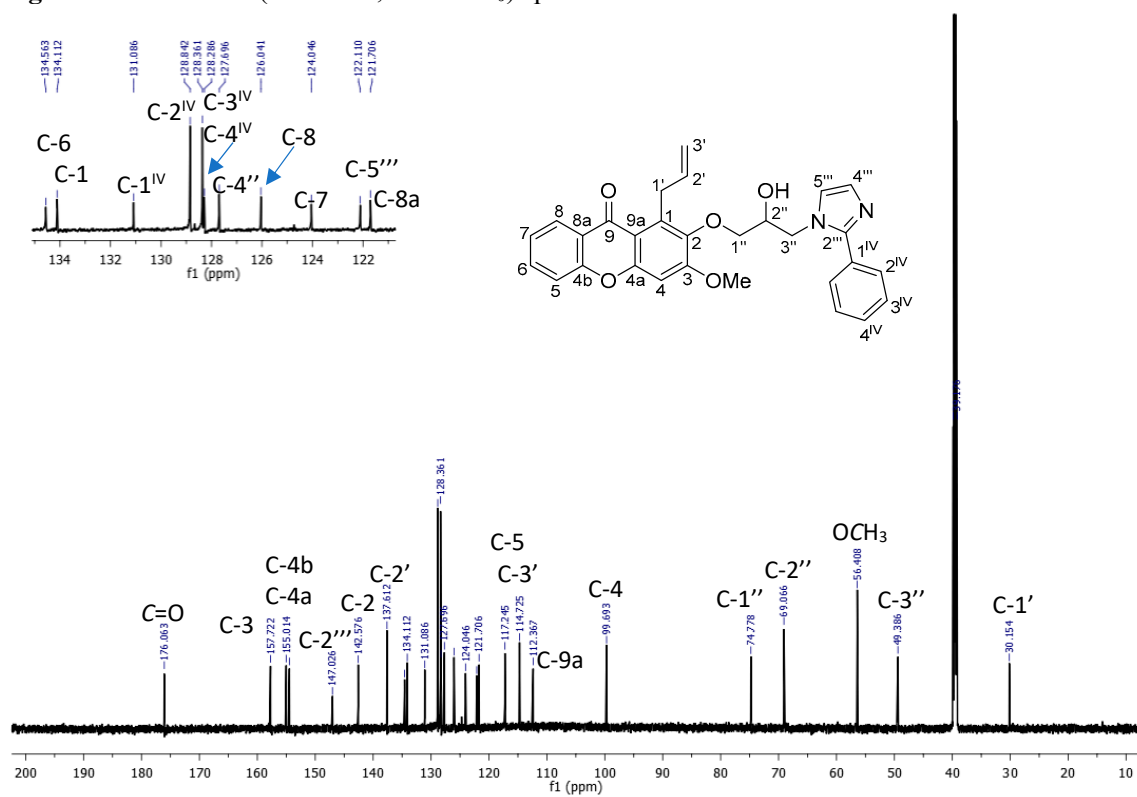 134.563
134.112
131.086
128.842
128.361
128.286
127.696
126.041
124.046
122.110
121.706
C-6
C-1
C-1IV
C-2IV
C-3IV
C-4IV
C-4’’
C-8
C-7
C-5’’’
C-8a
134 132 130 128 126 124 122
f1 (ppm)
3'
2'
1'
OH
5'''
4'''
O
8
8a
9
9a
1
O
2''
N
N
7
2
1''
3''
2'''
1IV
2IV
6
5
4b
O
4a
4
3
OMe
3IV
4IV
C=O
C-3
C-4b
C-4a
C-2’’’
C-2
C-2’
C-5
C-3’
C-9a
C-4
C-1’’
C-2’’
OCH3
C-3’’
C-1’
176.063
157.722
155.014
147.026
142.576
137.612
134.112
131.086
128.361
127.696
124.046
121.706
117.245
114.725
112.367
99.693
74.778
69.066
56.408
49.386
30.154
200 190 180 170 160 150 140 130 120 110 100 90 80 70 60 50 40 30 20 10
f1 (ppm)